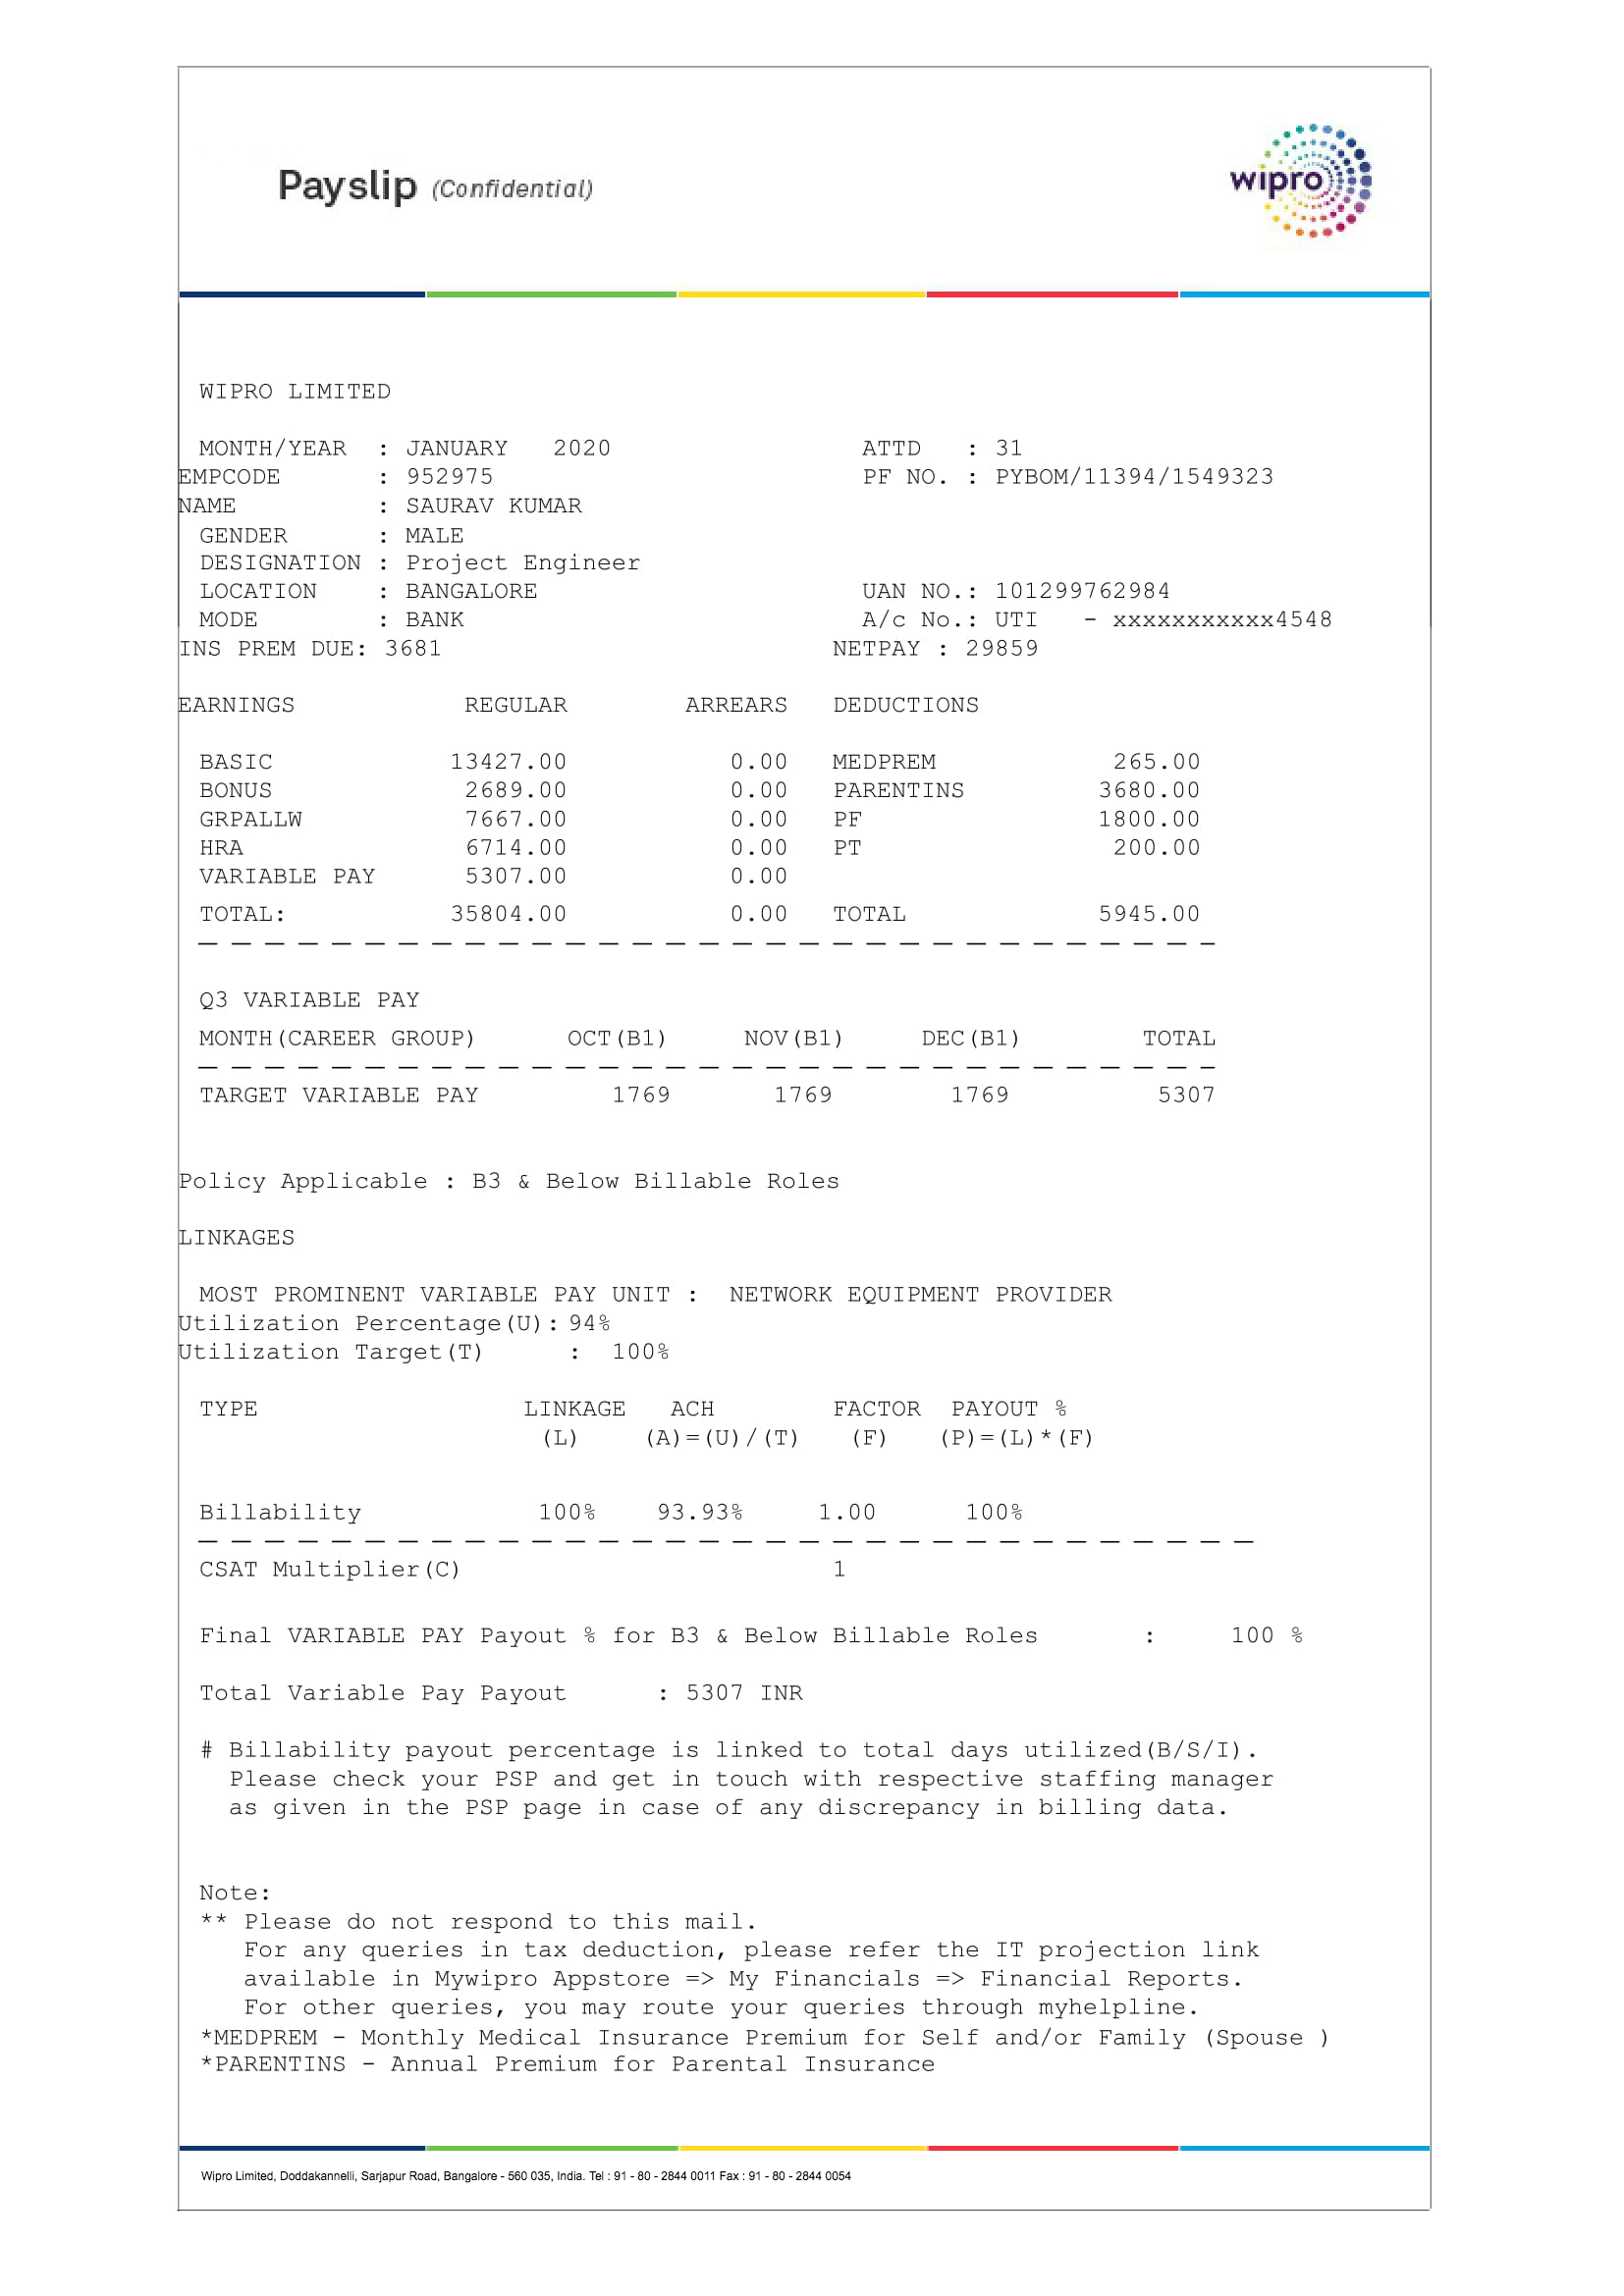 Payslip (Confidential)
wipro
WIPRO LIMITED
MONTH/YEAR : JANUARY 2020 ATTD : 31
EMPCODE : 952975 PF NO. : PYBOM/11394/1549323
NAME : SAURAV KUMAR
GENDER : MALE
DESIGNATION : Project Engineer
LOCATION : BANGALORE UAN NO.: 101299762984
MODE : BANK A/c No.: UTI - xxxxxxxxxxx4548
INS PREM DUE: 3681 NETPAY : 29859
EARNINGS REGULAR ARREARS DEDUCTIONS
BASIC 13427.00 0.00 MEDPREM 265.00
BONUS 2689.00 0.00 PARENTINS 3680.00
GRPALLW 7667.00 0.00 PF 1800.00
HRA 6714.00 0.00 PT 200.00
VARIABLE PAY 5307.00 0.00
TOTAL: 35804.00 0.00 TOTAL 5945.00
Q3 VARIABLE PAY
MONTH(CAREER GROUP) OCT(B1) NOV(B1) DEC(B1) TOTAL
TARGET VARIABLE PAY 1769 1769 1769 5307
Policy Applicable : B3 & Below Billable Roles
LINKAGES
MOST PROMINENT VARIABLE PAY UNIT : NETWORK EQUIPMENT PROVIDER
Utilization Percentage(U): 94%
Utilization Target(T) : 100%
TYPE LINKAGE ACH FACTOR PAYOUT %
(L) (A)=(U)/(T) (F) (P)=(L)*(F)
Billability 100% 93.93% 1.00 100%
CSAT Multiplier(C) 1
Final VARIABLE PAY Payout % for B3 & Below Billable Roles : 100 %
Total Variable Pay Payout : 5307 INR
# Billability payout percentage is linked to total days utilized(B/S/I).
Please check your PSP and get in touch with respective staffing manager
as given in the PSP page in case of any discrepancy in billing data.
Note:
** Please do not respond to this mail.
For any queries in tax deduction, please refer the IT projection link
available in Mywipro Appstore => My Financials => Financial Reports.
For other queries, you may route your queries through myhelpline.
*MEDPREM - Monthly Medical Insurance Premium for Self and/or Family (Spouse )
*PARENTINS - Annual Premium for Parental Insurance
Wipro Limited, Doddakannelli, Sarjapur Road, Bangalore - 560 035, India. Tel : 91 - 80 - 2844 0011 Fax : 91 - 80 - 2844 0054